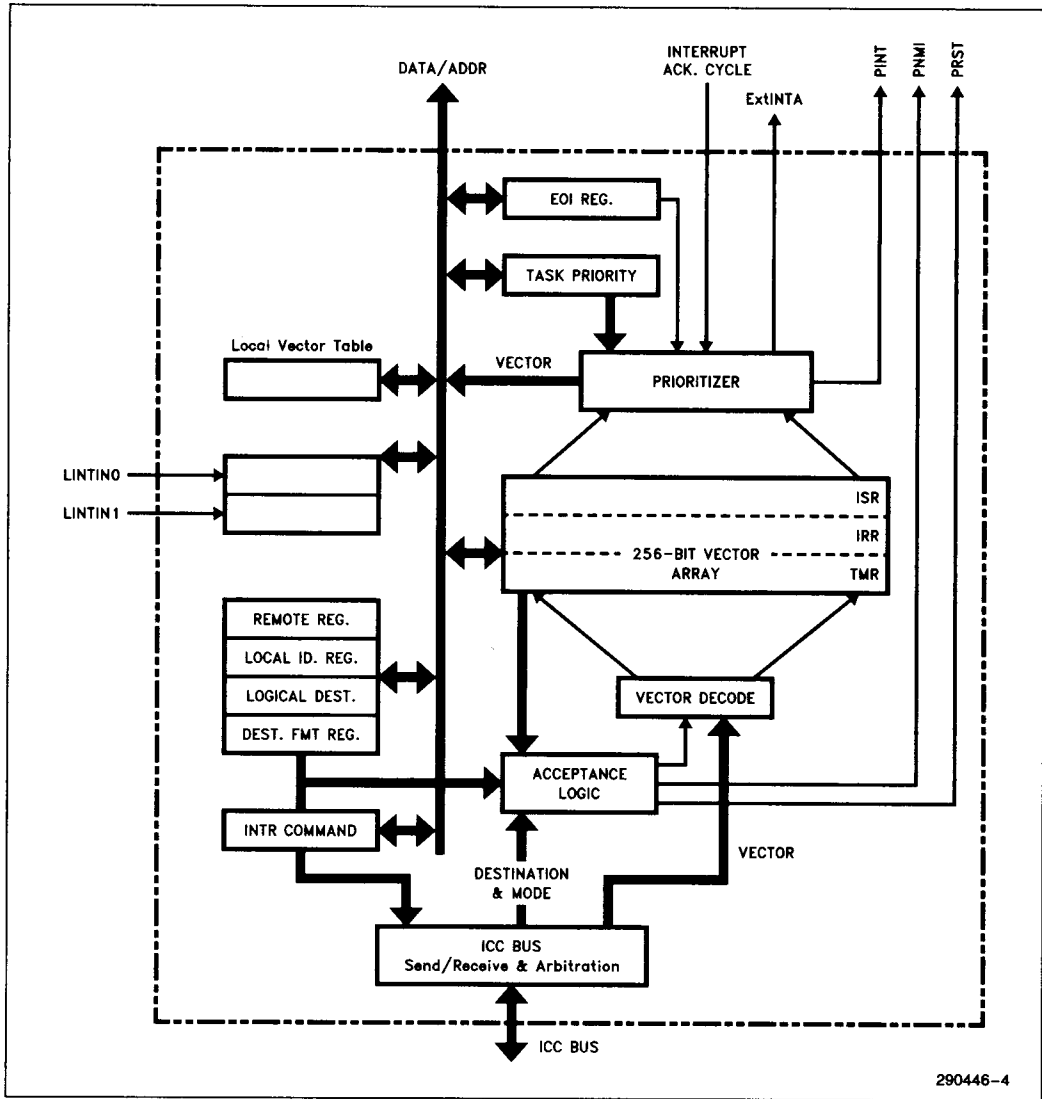 DATA/ADDR
INTERRUPT
ACK. CYCLE
ExtINTA
PINT
PNMI
PRST
EOI REG.
TASK PRIORITY
Local Vector Table
VECTOR
PRIORITIZER
LINTIN0
LINTIN1
ISR
IRR
256-BIT VECTOR
ARRAY
TMR
REMOTE REG.
LOCAL ID. REG.
LOGICAL DEST.
DEST. FMT REG.
VECTOR DECODE
ACCEPTANCE
LOGIC
INTR COMMAND
DESTINATION
& MODE
VECTOR
ICC BUS
Send/Receive & Arbitration
ICC BUS
290446-4